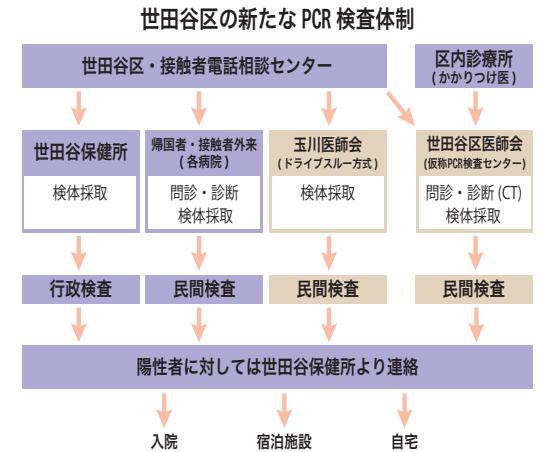 世田谷区の新たな PCR 検査体制
世田谷区・接触者電話相談センター
区内診療所
( かかりつけ医 )
世田谷保健所
検体採取
帰国者・接触者外来
( 各病院 )
問診・診断
検体採取
玉川医師会
( ドライブスルー方式 )
検体採取
世田谷区医師会
(仮称PCR検査センター)
問診・診断 (CT)
検体採取
行政検査
民間検査
民間検査
民間検査
陽性者に対しては世田谷保健所より連絡
入院
宿泊施設
自宅